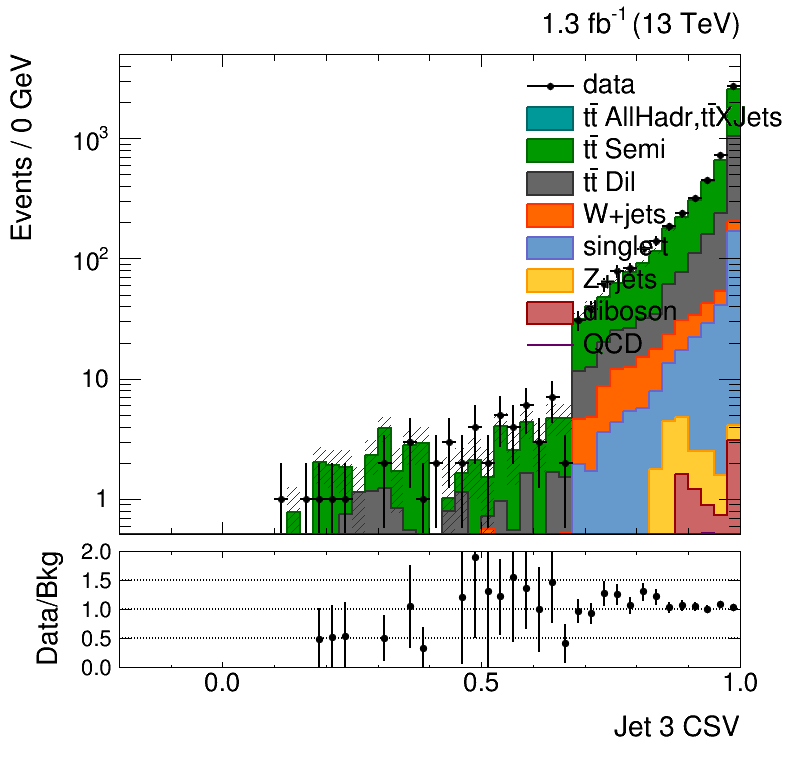 1.3 fb⁻¹ (13 TeV)
Events / 0 GeV
10³
10²
10
1
data
tt̄ AllHadr,tt̄XJets
tt̄ Semi
tt̄ Dil
W+jets
single t
Z+jets
diboson
QCD
Data/Bkg
2.0
1.5
1.0
0.5
0.0
0.0 0.5 1.0
Jet 3 CSV